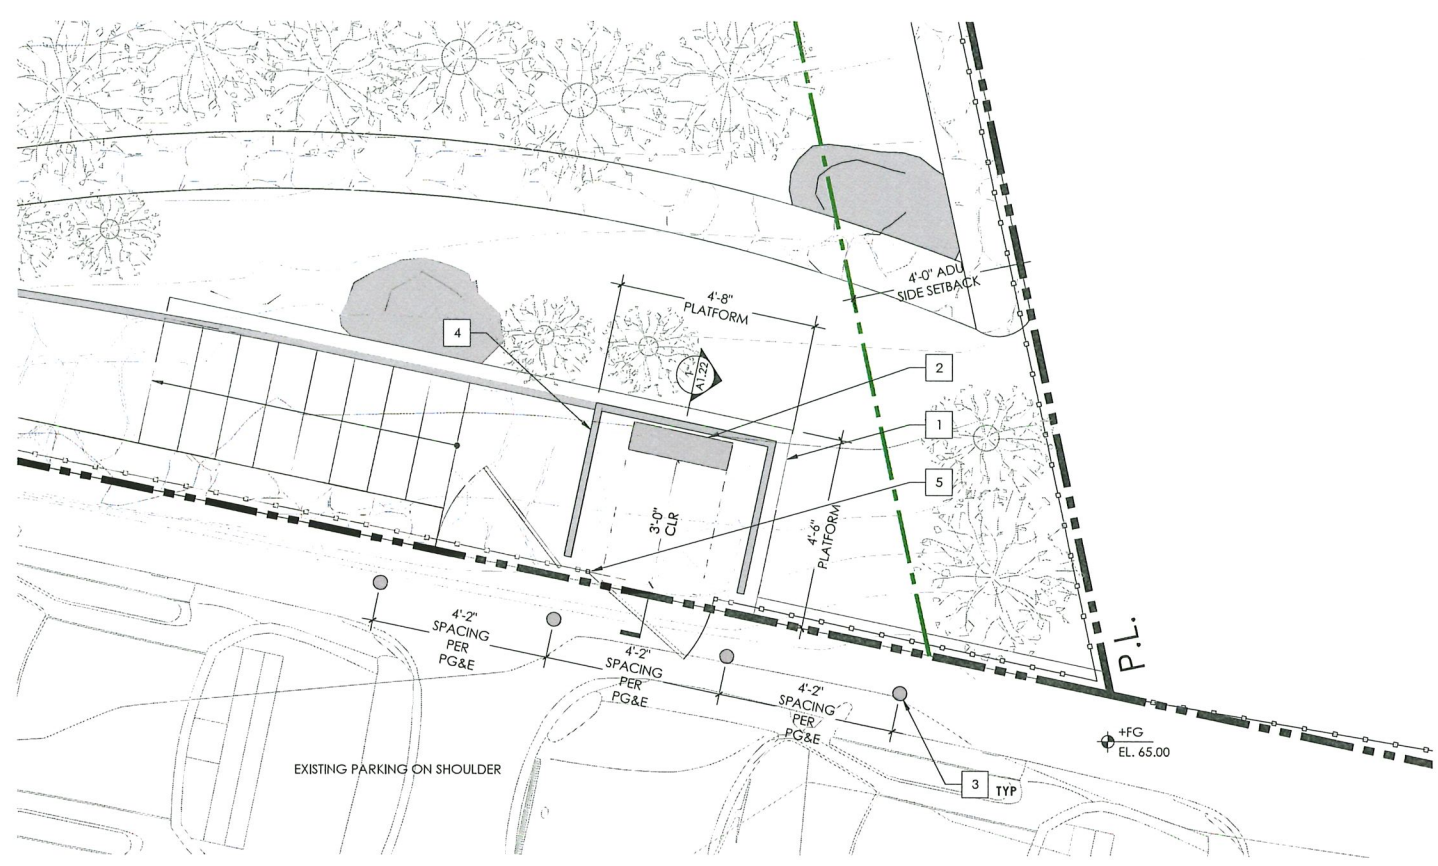 4'-0" ADU
SIDE SETBACK
4'-8"
PLATFORM
4
A1.22
2
1
5
3'-0"
CLR
4'-6"
PLATFORM
4'-2"
SPACING
PER
PG&E
4'-2"
SPACING
PER
PG&E
4'-2"
SPACING
PER
PG&E
P.L.
+FG
EL. 65.00
EXISTING PARKING ON SHOULDER
3 TYP